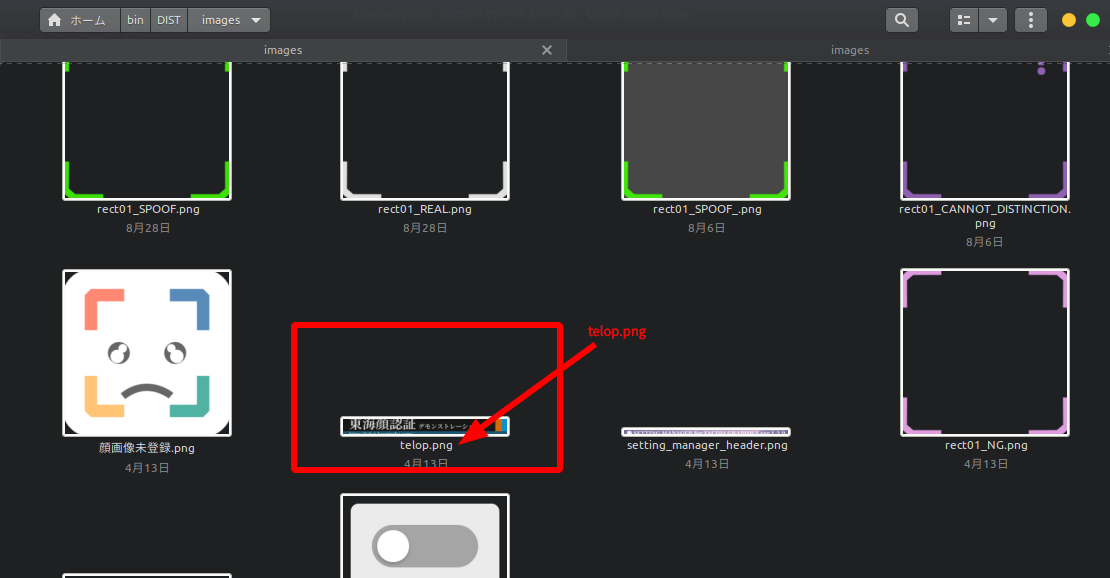 ホーム bin DIST images
images images
rect01_SPOOF.png rect01_REAL.png rect01_SPOOF_.png rect01_CANNOT_DISTINCTION.
png
8月28日 8月28日 8月6日 8月6日
telop.png
東海顔認証 デモンストレーション
顔画像未登録.png telop.png setting_manager_header.png rect01_NG.png
4月13日 4月13日 4月13日 4月13日